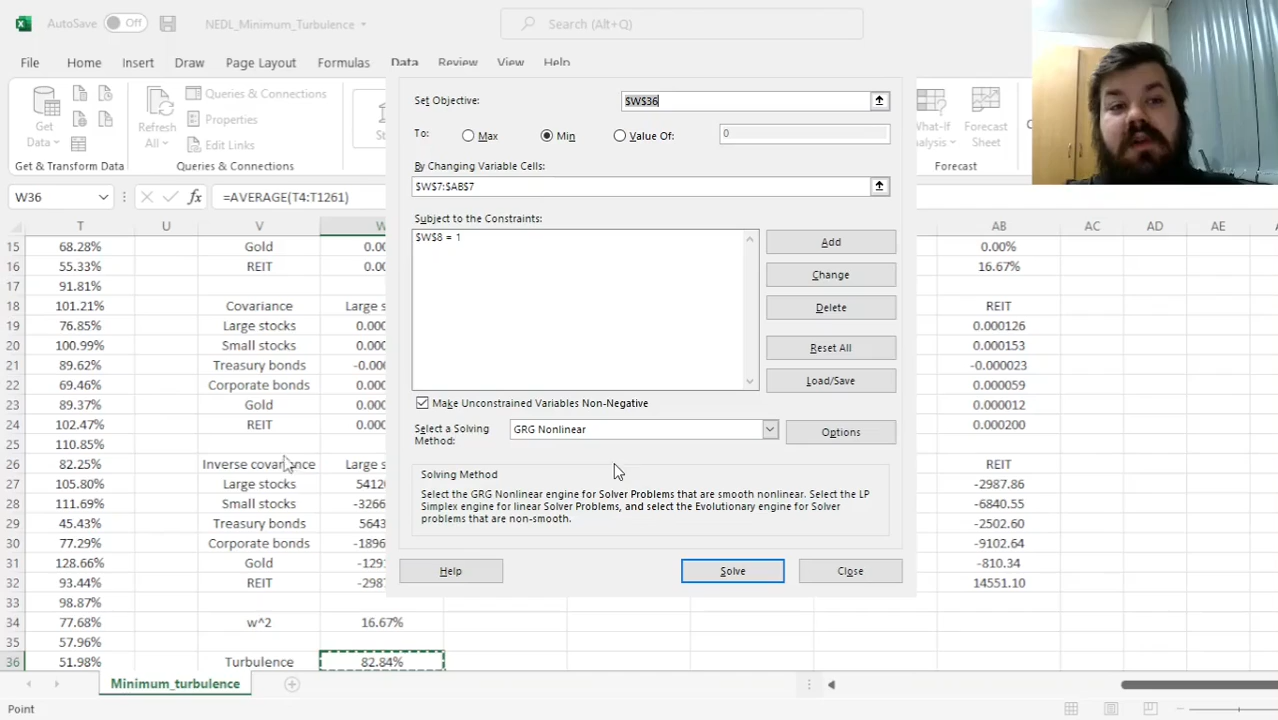 AutoSave Off NEDL_Minimum_Turbulence Search (Alt+Q)
File Home Insert Draw Page Layout Formulas Data Review View Help
Get Data
Refresh All
Queries & Connections
Properties
Edit Links
Get & Transform Data
Queries & Connections
What-If
Analysis
Forecast
Sheet
Forecast
W36 =AVERAGE(T4:T1261)
T U V W AB AC AD AE AF
15 68.28% Gold 0.00 0.00%
16 55.33% REIT 0.00 16.67%
17 91.81%
18 101.21% Covariance Large s REIT
19 76.85% Large stocks 0.000 0.000126
20 100.99% Small stocks 0.000 0.000153
21 89.62% Treasury bonds -0.000 -0.000023
22 69.46% Corporate bonds 0.000 0.000059
23 89.37% Gold 0.000 0.000012
24 102.47% REIT 0.000 0.000200
25 110.85%
26 82.25% Inverse covariance Large s REIT
27 105.80% Large stocks 54120 -2987.86
28 111.69% Small stocks -3266 -6840.55
29 45.43% Treasury bonds 5643 -2502.60
30 77.29% Corporate bonds -1896 -9102.64
31 128.66% Gold -1291 -810.34
32 93.44% REIT -2987 14551.10
33 98.87%
34 77.68% w^2 16.67%
35 57.96%
36 51.98% Turbulence 82.84%
Set Objective: $W$36
To: Max Min Value Of: 0
By Changing Variable Cells:
$W$7:$AB$7
Subject to the Constraints:
$W$8 = 1
Add
Change
Delete
Reset All
Load/Save
Make Unconstrained Variables Non-Negative
Select a Solving Method: GRG Nonlinear Options
Solving Method
Select the GRG Nonlinear engine for Solver Problems that are smooth nonlinear. Select the LP
Simplex engine for linear Solver Problems, and select the Evolutionary engine for Solver
problems that are non-smooth.
Help Solve Close
Minimum_turbulence
Point